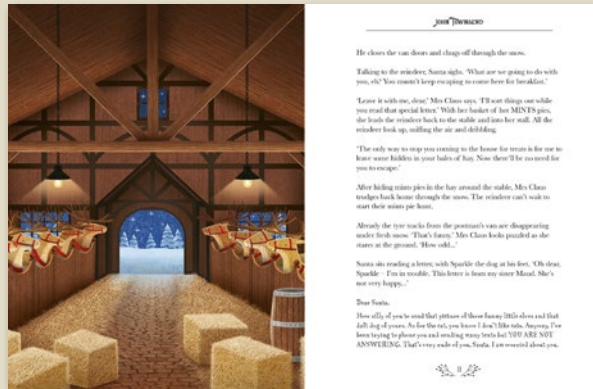 JOHN TOWNSEND
He closes the van doors and chugs off through the snow.
Talking to the reindeer, Santa sighs. 'What are we going to do with
you, eh? You mustn't keep escaping to come here for breakfast.'
'Leave it with me, dear,' Mrs Claus says. 'I'll sort things out while
you read that special letter.' With her basket of hot MINTS pies,
she leads the reindeer back to the stable and into her stall. All the
reindeer look up, sniffing the air and dribbling.
'The only way to stop you coming to the house for treats is for me to
leave some hidden in your bales of hay. Now there'll be no need for
you to escape.'
After hiding mints pies in the hay around the stable, Mrs Claus
trudges back home through the snow. The reindeer can't wait to
start their mints pie hunt.
Already the tyre tracks from the postman's van are disappearing
under fresh snow. 'That's funny,' Mrs Claus looks puzzled as she
stares at the ground. 'How odd...'
Santa sits reading a letter, with Sparkle the dog at his feet. 'Oh dear,
Sparkle – I'm in trouble. This letter is from my sister Maud. She's
not very happy...'
Dear Santa,
How silly of you to send that picture of three funny little elves and that
daft dog of yours. As for the cat, you know I don't like cats. Anyway, I've
been trying to phone you and sending many texts but YOU ARE NOT
ANSWERING. That's very rude of you, Santa. I am worried about you.
11